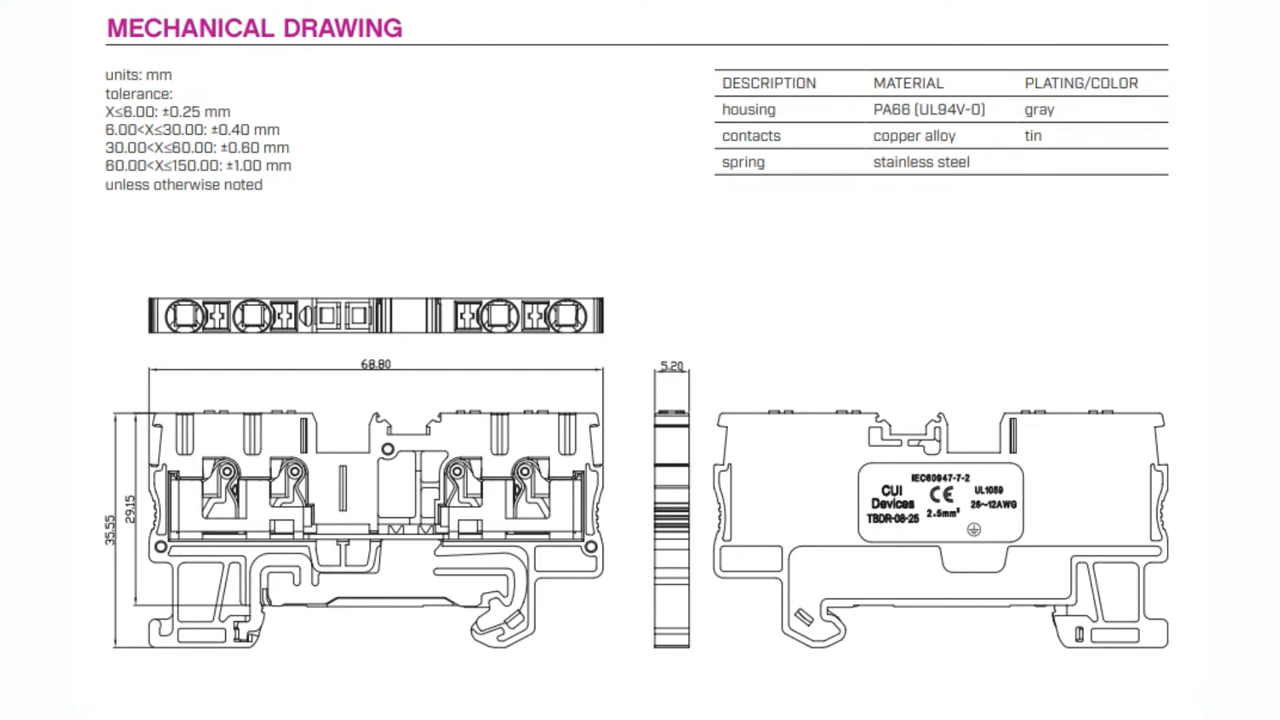 MECHANICAL DRAWING
units: mm
tolerance:
X≤6.00: ±0.25 mm
6.00<X≤30.00: ±0.40 mm
30.00<X≤60.00: ±0.60 mm
60.00<X≤150.00: ±1.00 mm
unless otherwise noted
DESCRIPTION MATERIAL PLATING/COLOR
housing PA66 (UL94V-0) gray
contacts copper alloy tin
spring stainless steel
68.80
5.20
35.55
29.15
IEC60947-7-2
CUI
Devices
TBDR-08-25
CE
2.5mm²
UL1059
26~12AWG